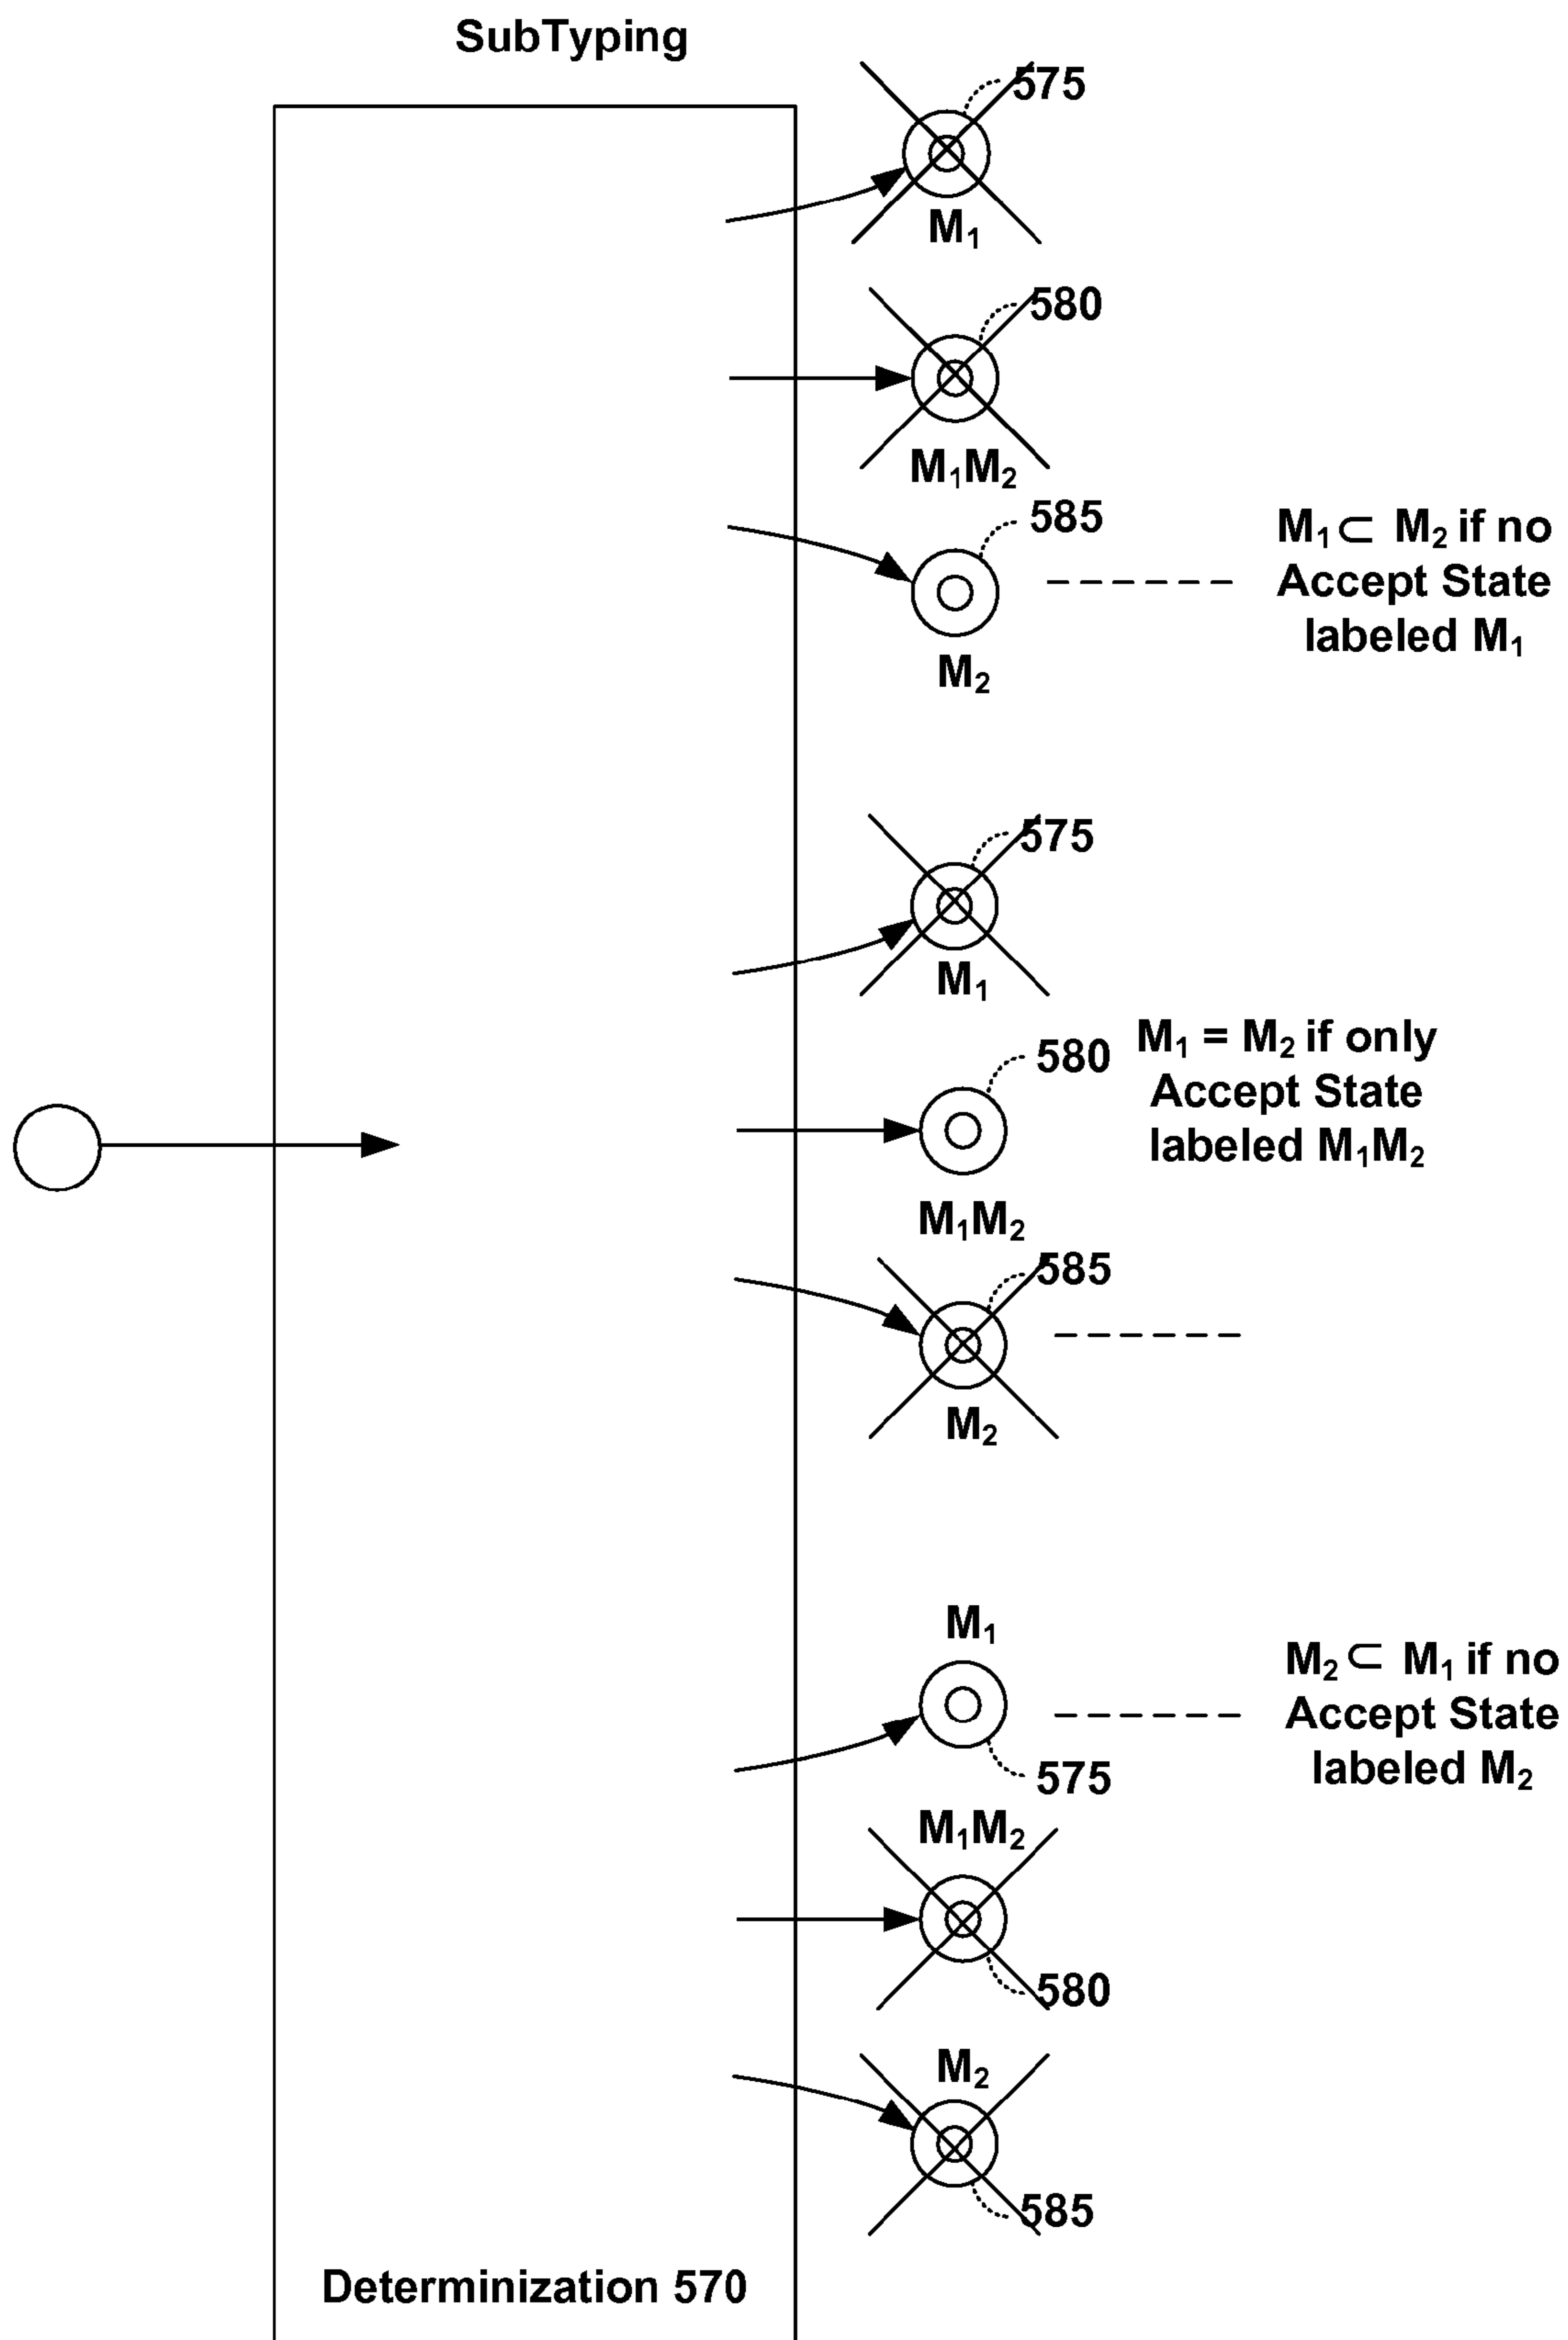 SubTyping
575
M₁
580
M₁M₂
585
M₂
M₁ ⊂ M₂ if no
Accept State
labeled M₁
575
M₁
580
M₁M₂
M₁ = M₂ if only
Accept State
labeled M₁M₂
585
M₂
M₁
575
M₂ ⊂ M₁ if no
Accept State
labeled M₂
M₁M₂
580
M₂
585
Determinization 570